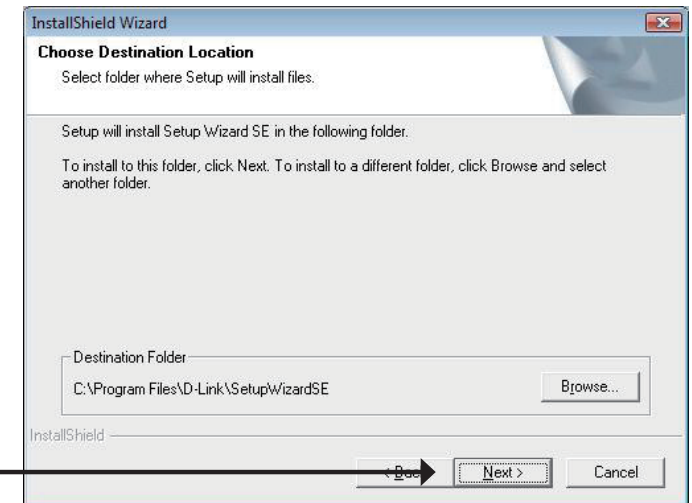 InstallShield Wizard
Choose Destination Location
Select folder where Setup will install files.
Setup will install Setup Wizard SE in the following folder.
To install to this folder, click Next. To install to a different folder, click Browse and select
another folder.
Destination Folder
C:\Program Files\D-Link\SetupWizardSE
Browse...
InstallShield
Next > Cancel